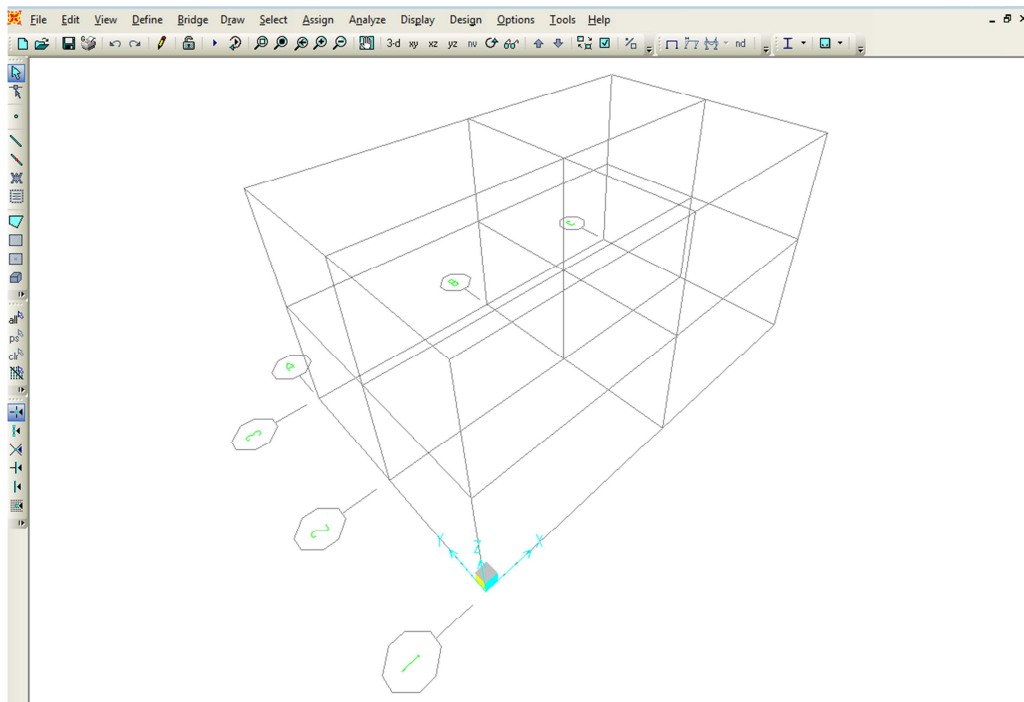 File Edit View Define Bridge Draw Select Assign Analyze Display Design Options Tools Help
3-d xy xz yz nv nd
C
B
A
all
ps
clr
3
2
Y Z X
1